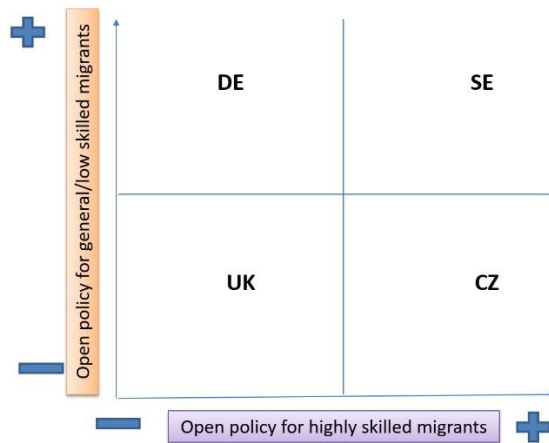 Open policy for general/low skilled migrants
DE
SE
UK
CZ
Open policy for highly skilled migrants